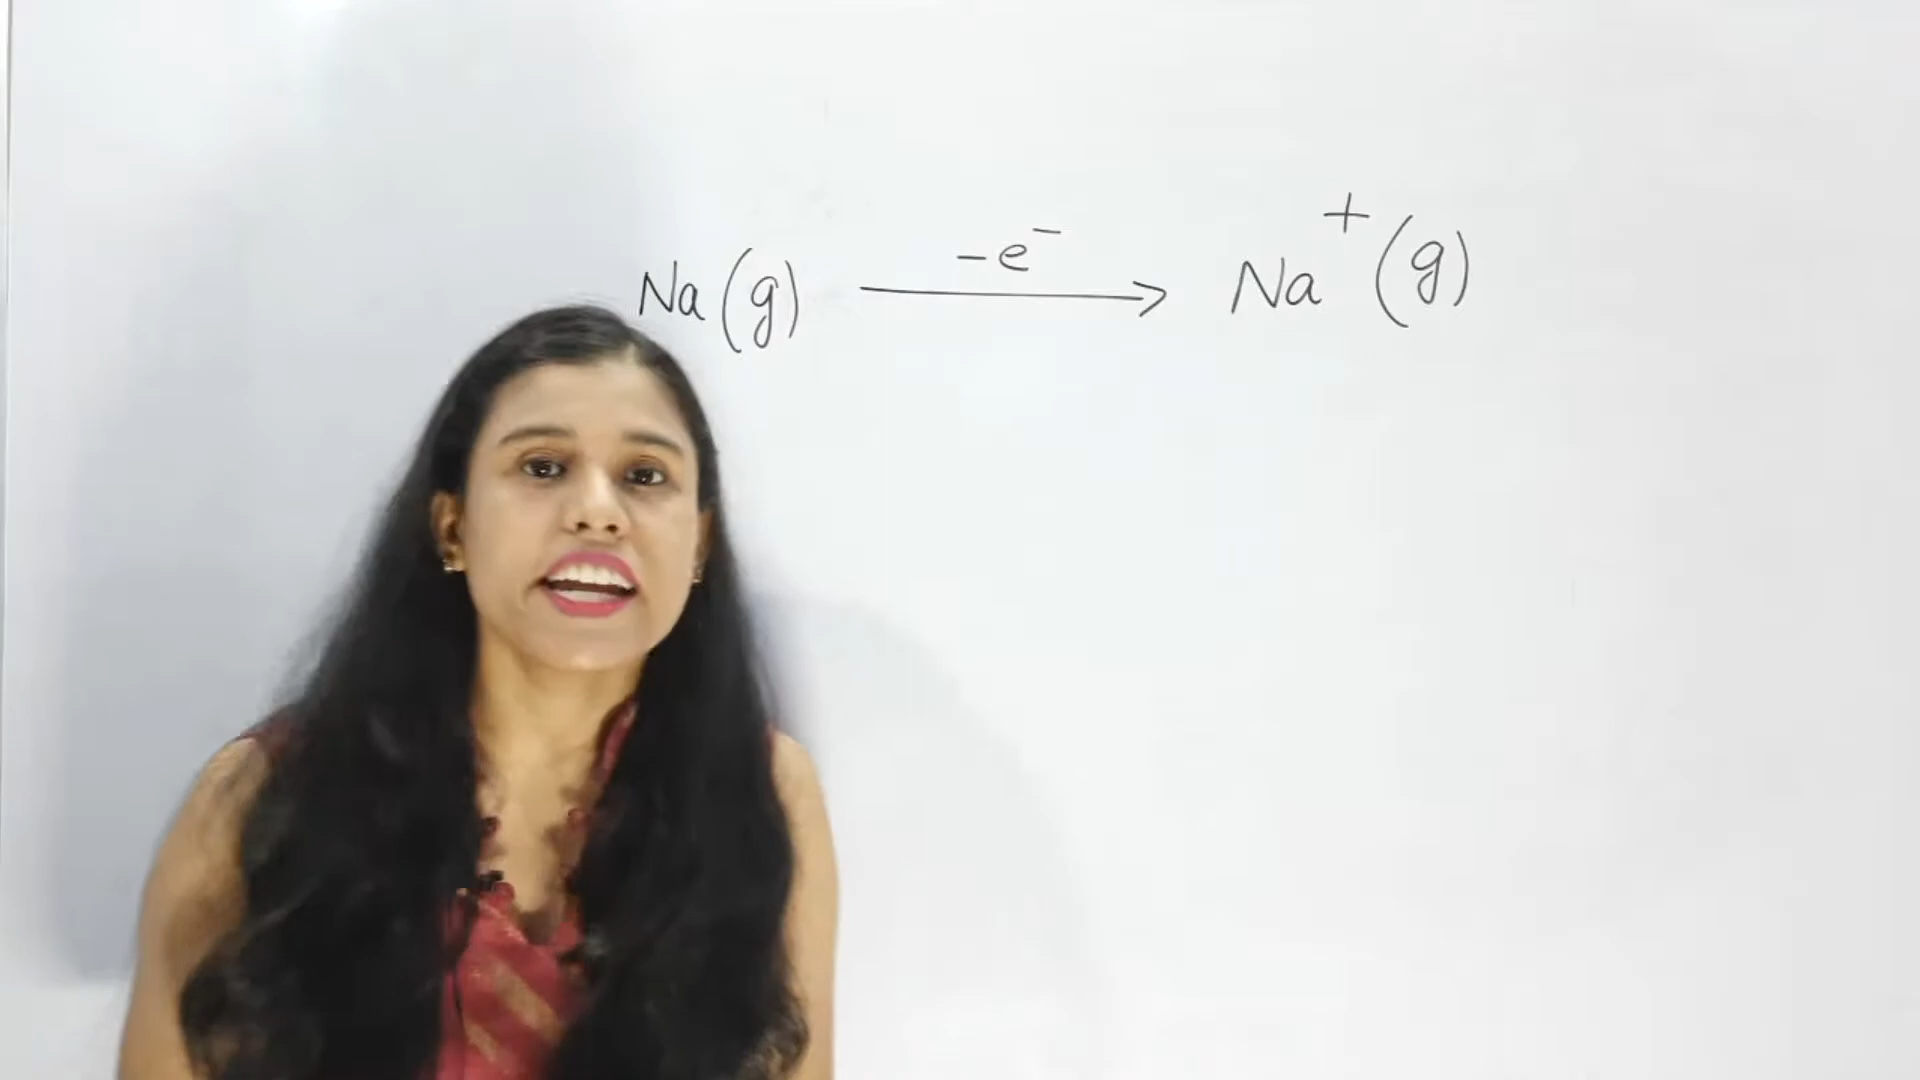 Na(g) -e⁻ → Na⁺(g)